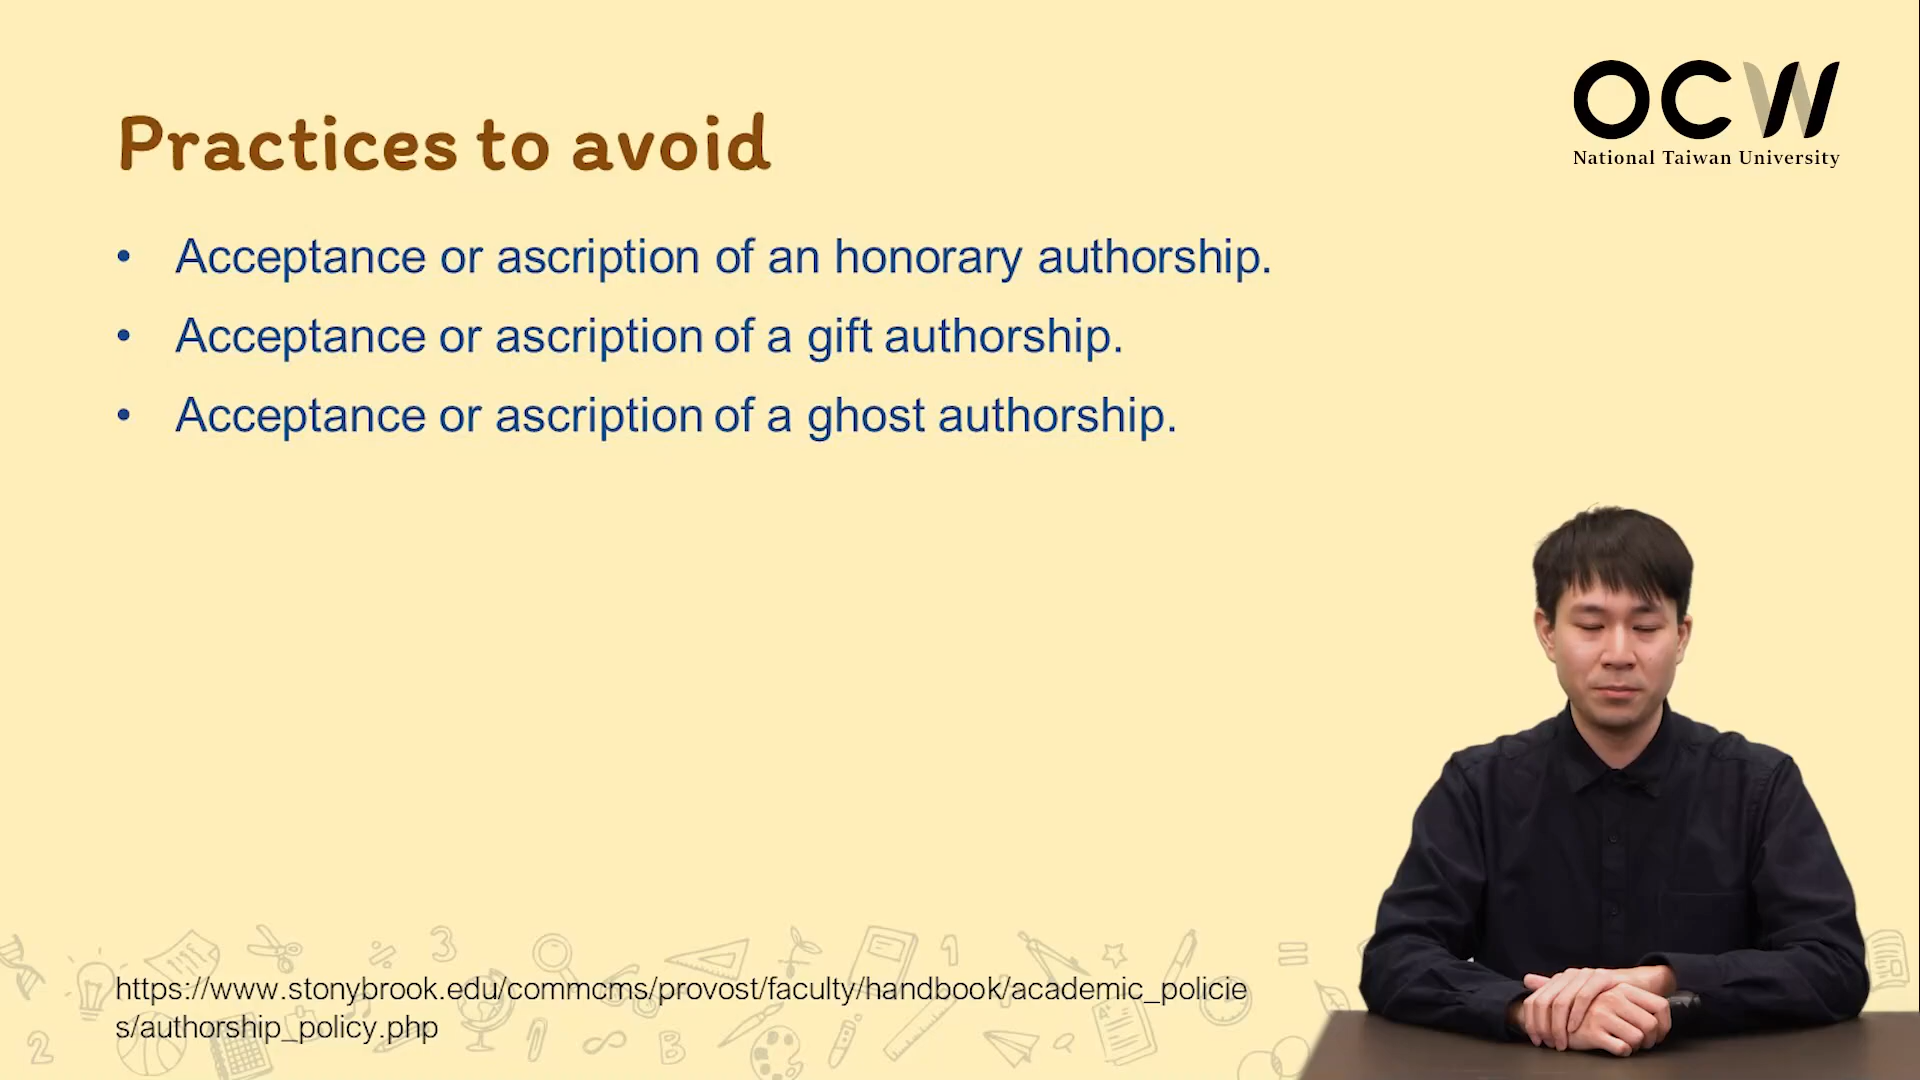 OCW
National Taiwan University
Practices to avoid
• Acceptance or ascription of an honorary authorship.
• Acceptance or ascription of a gift authorship.
• Acceptance or ascription of a ghost authorship.
https://www.stonybrook.edu/commcms/provost/faculty/handbook/academic_policie
s/authorship_policy.php